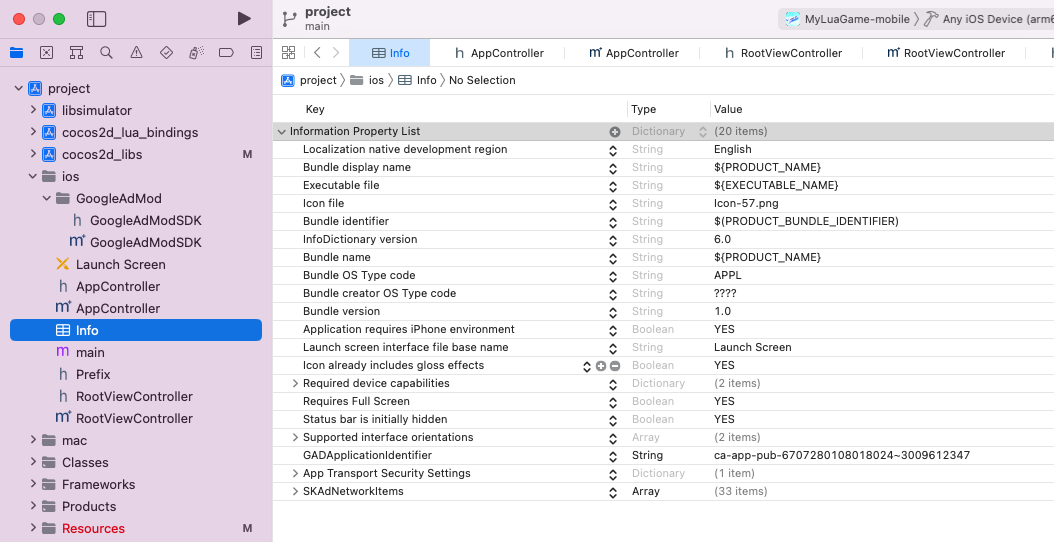 project
main
MyLuaGame-mobile
Any iOS Device (arm6
Info
AppController
AppController
RootViewController
RootViewController
project
ios
Info
No Selection
Key Type Value
Information Property List Dictionary (20 items)
Localization native development region String English
Bundle display name String ${PRODUCT_NAME}
Executable file String ${EXECUTABLE_NAME}
Icon file String Icon-57.png
Bundle identifier String $(PRODUCT_BUNDLE_IDENTIFIER)
InfoDictionary version String 6.0
Bundle name String ${PRODUCT_NAME}
Bundle OS Type code String APPL
Bundle creator OS Type code String ????
Bundle version String 1.0
Application requires iPhone environment Boolean YES
Launch screen interface file base name String Launch Screen
Icon already includes gloss effects Boolean YES
Required device capabilities Dictionary (2 items)
Requires Full Screen Boolean YES
Status bar is initially hidden Boolean YES
Supported interface orientations Array (2 items)
GADApplicationIdentifier String ca-app-pub-6707280108018024~3009612347
App Transport Security Settings Dictionary (1 item)
SKAdNetworkItems Array (33 items)
project
libsimulator
cocos2d_lua_bindings
cocos2d_libs M
ios
GoogleAdMod
h GoogleAdModSDK
m GoogleAdModSDK
Launch Screen
h AppController
m AppController
Info
m main
h Prefix
h RootViewController
m RootViewController
mac
Classes
Frameworks
Products
Resources M